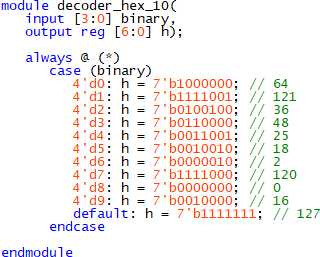 module decoder_hex_10(
input [3:0] binary,
output reg [6:0] h);
always @ (*)
case (binary)
4'd0: h = 7'b1000000; // 64
4'd1: h = 7'b1111001; // 121
4'd2: h = 7'b0100100; // 36
4'd3: h = 7'b0110000; // 48
4'd4: h = 7'b0011001; // 25
4'd5: h = 7'b0010010; // 18
4'd6: h = 7'b0000010; // 2
4'd7: h = 7'b1111000; // 120
4'd8: h = 7'b0000000; // 0
4'd9: h = 7'b0010000; // 16
default: h = 7'b1111111; // 127
endcase
endmodule